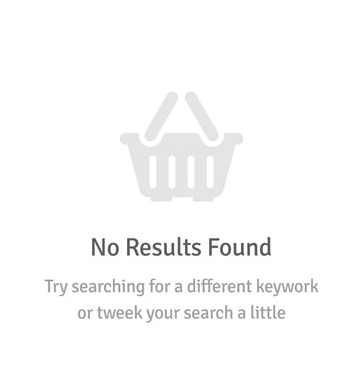 No Results Found
Try searching for a different keywork
or tweek your search a little